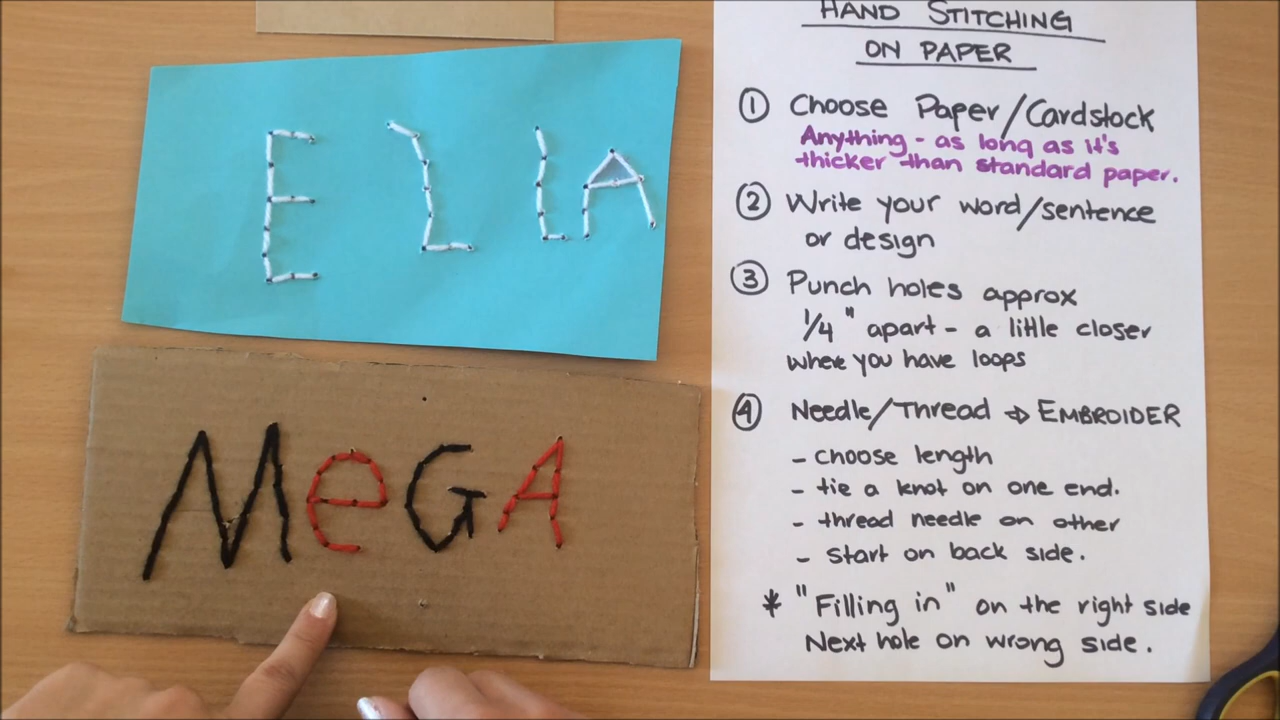 ELLA
MeGA
HAND STITCHING
ON PAPER
① Choose Paper/Cardstock
Anything - as long as it's
thicker than standard paper.
② Write your word/sentence
or design
③ Punch holes approx
1/4" apart - a little closer
where you have loops
④ Needle/Thread → EMBROIDER
- choose length
- tie a knot on one end.
- thread needle on other
- start on back side.
* "Filling in" on the right side
Next hole on wrong side.